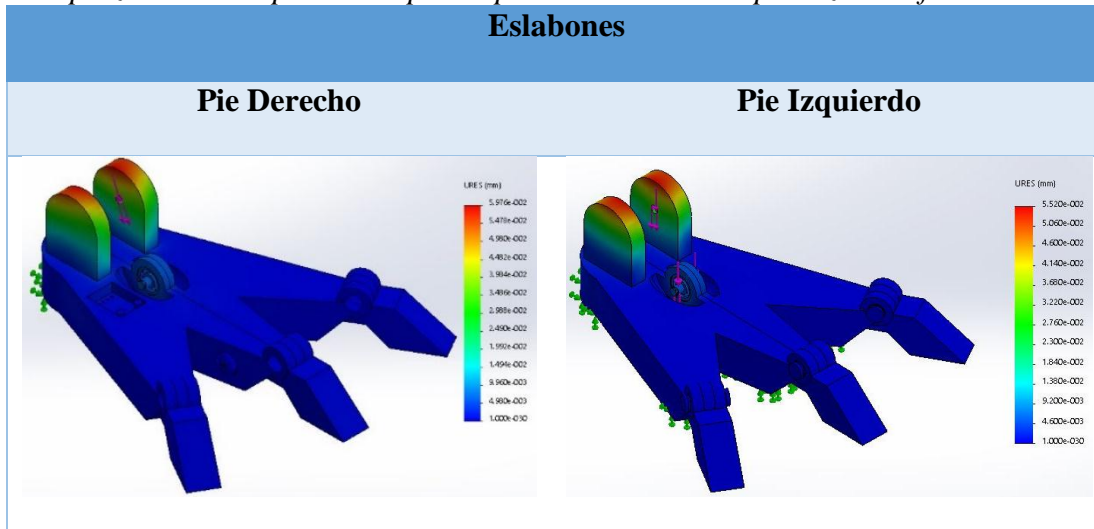 Eslabones
Pie Derecho
Pie Izquierdo
URES (mm)
5.976e-002
5.478e-002
4.980e-002
4.482e-002
3.984e-002
3.486e-002
2.988e-002
2.490e-002
1.992e-002
1.494e-002
9.960e-003
4.980e-003
1.000e-030
URES (mm)
5.520e-002
5.060e-002
4.600e-002
4.140e-002
3.680e-002
3.220e-002
2.760e-002
2.300e-002
1.840e-002
1.380e-002
9.200e-003
4.600e-003
1.000e-030